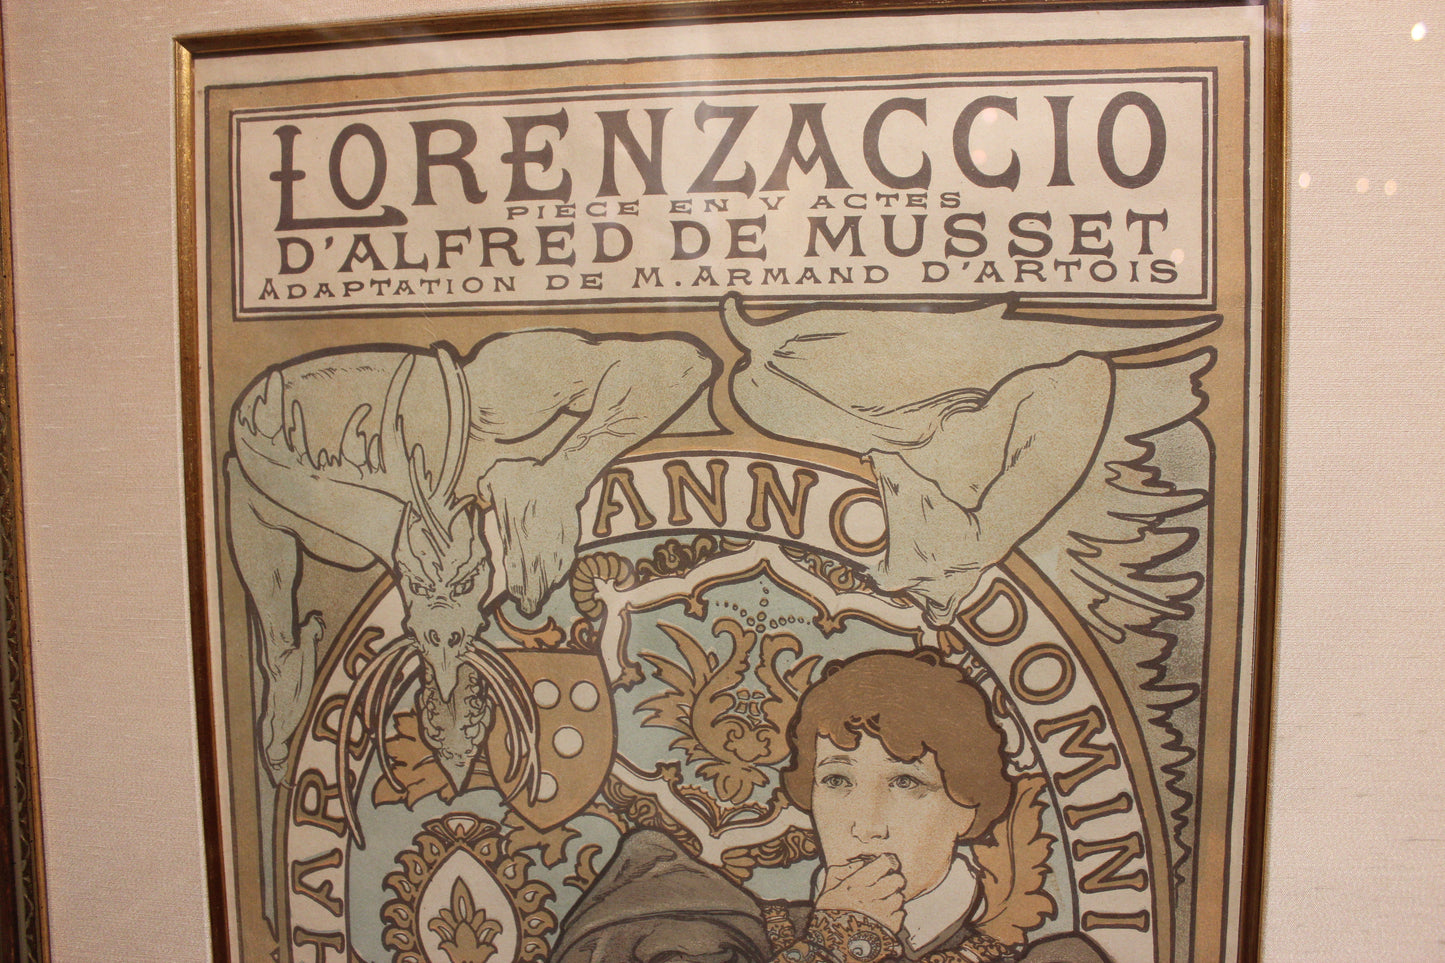 LORENZACCIO
PIECE EN V ACTES
D'ALFRED DE MUSSET
ADAPTATION DE M. ARMAND D'ARTOIS
ANNO DOMINI